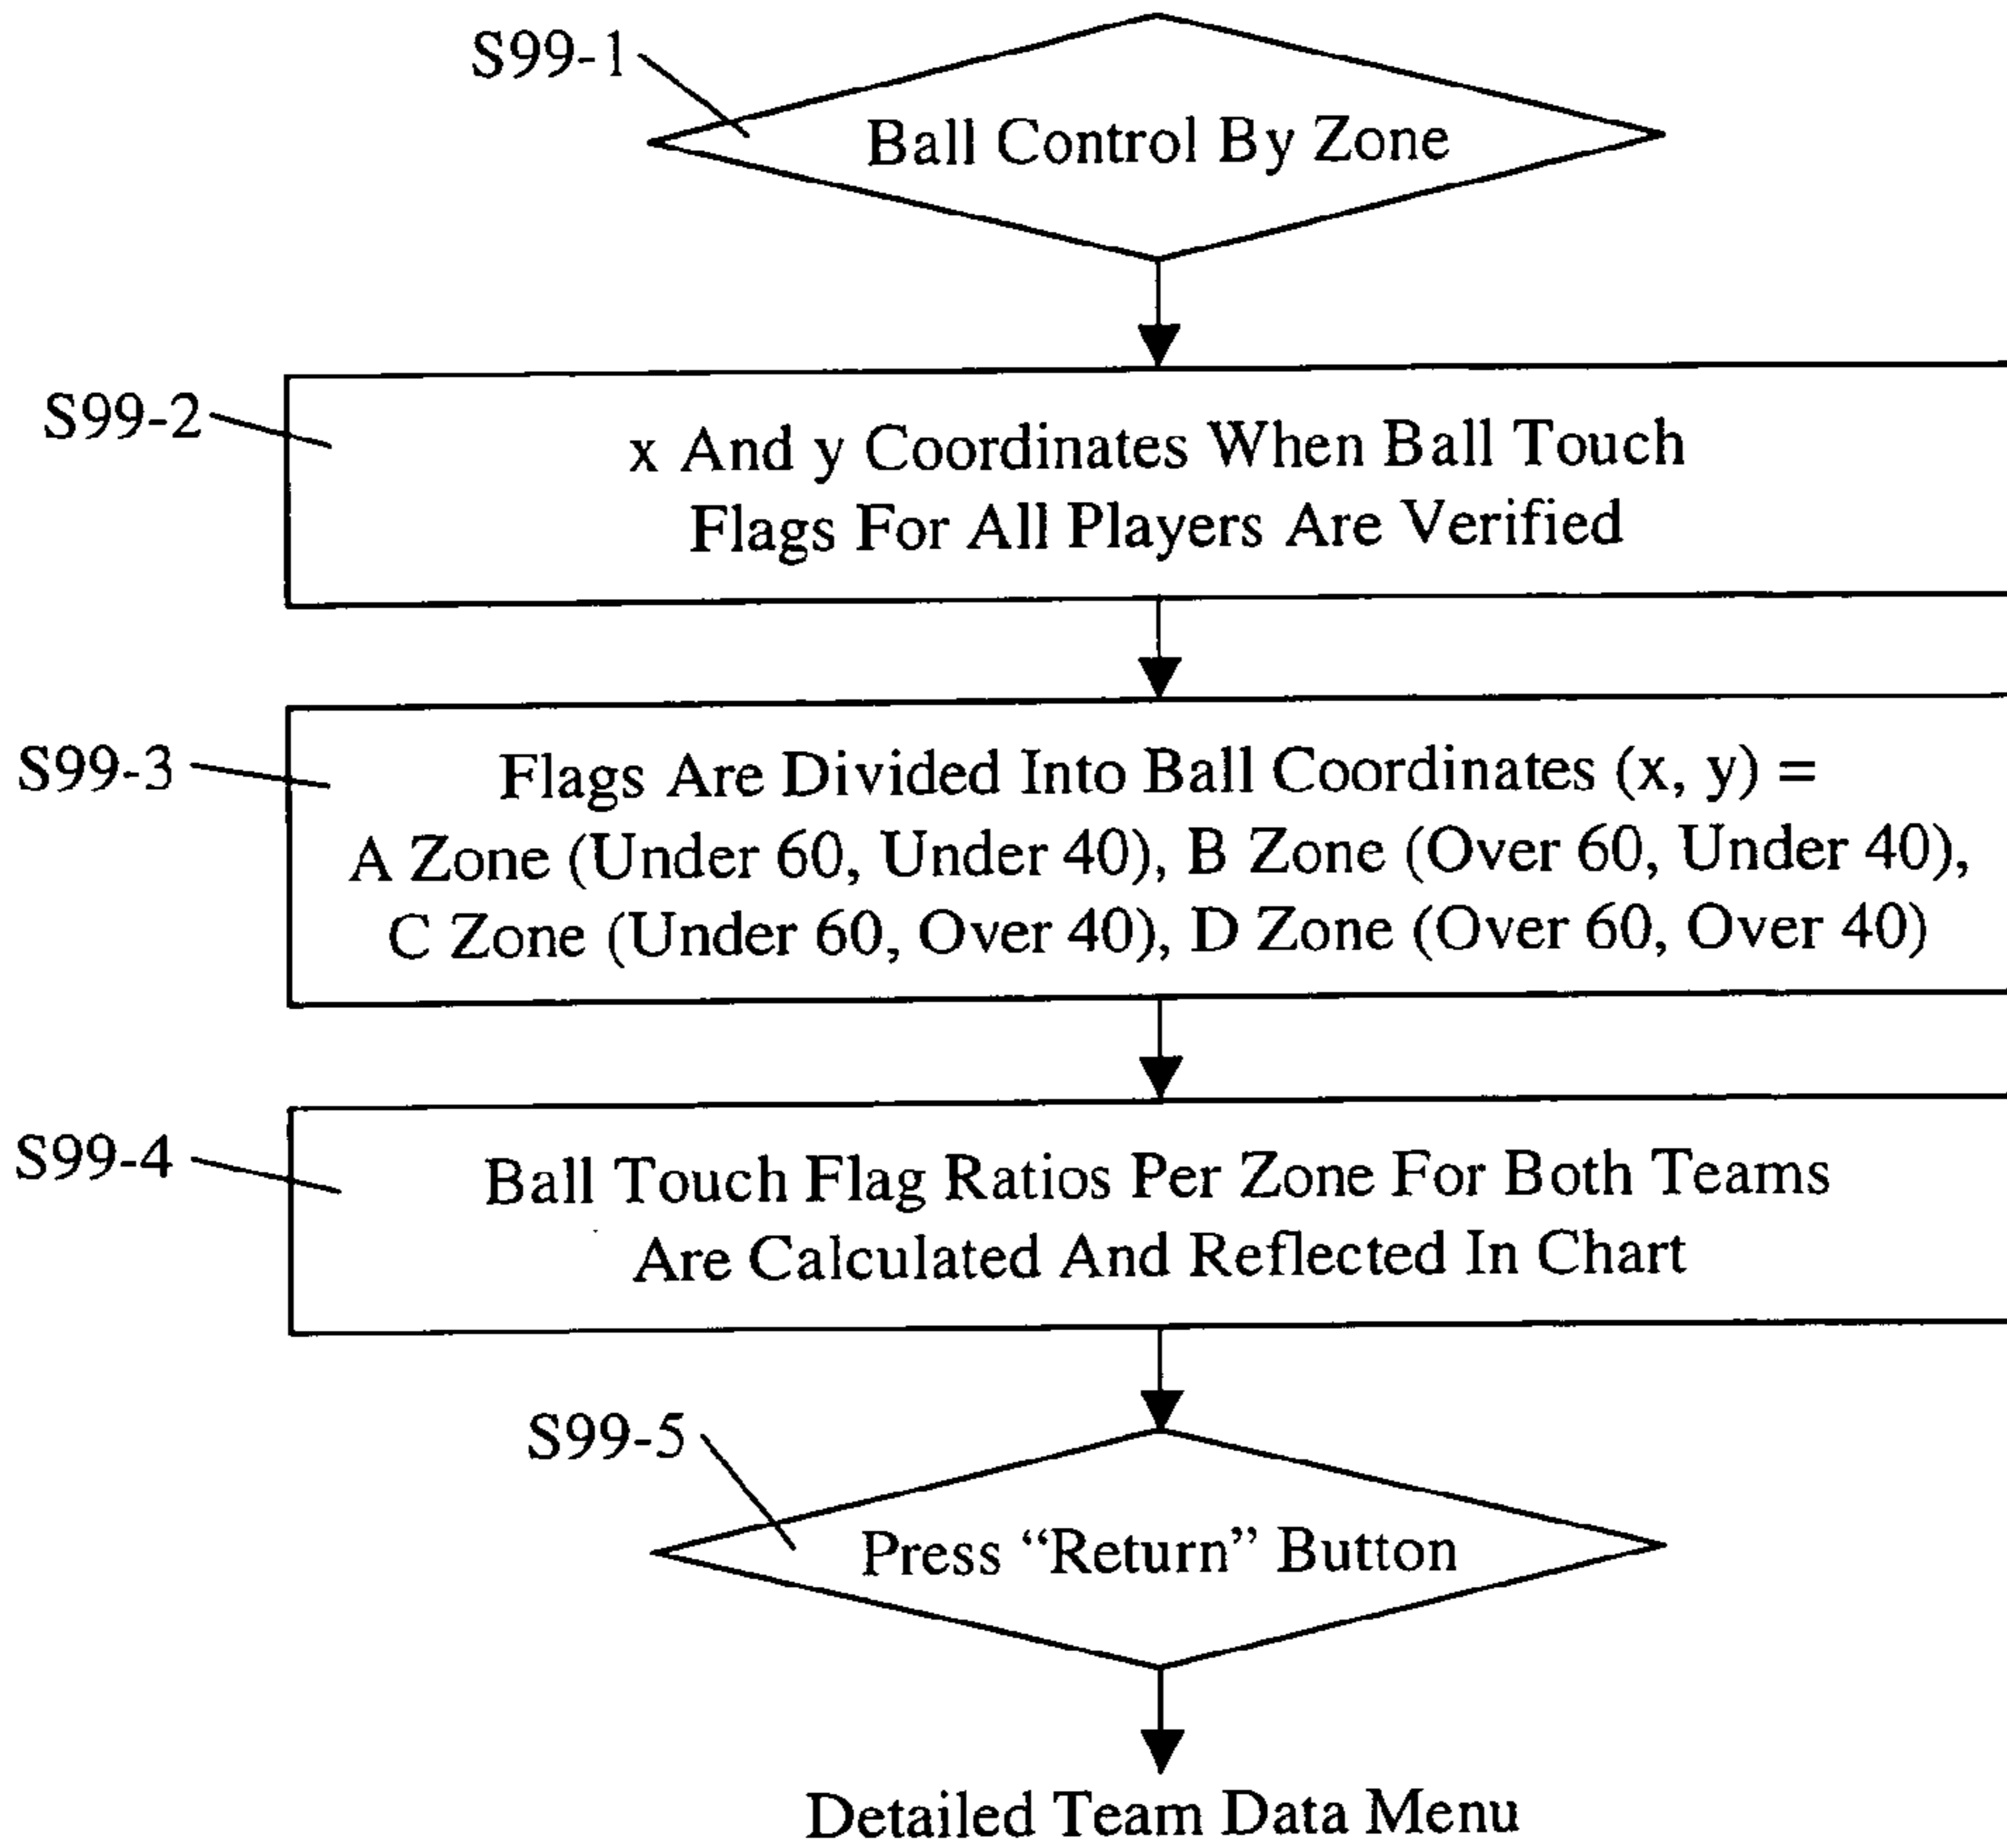 S99-1
Ball Control By Zone
S99-2
x And y Coordinates When Ball Touch
Flags For All Players Are Verified
S99-3
Flags Are Divided Into Ball Coordinates (x, y) =
A Zone (Under 60, Under 40), B Zone (Over 60, Under 40),
C Zone (Under 60, Over 40), D Zone (Over 60, Over 40)
S99-4
Ball Touch Flag Ratios Per Zone For Both Teams
Are Calculated And Reflected In Chart
S99-5
Press “Return” Button
Detailed Team Data Menu